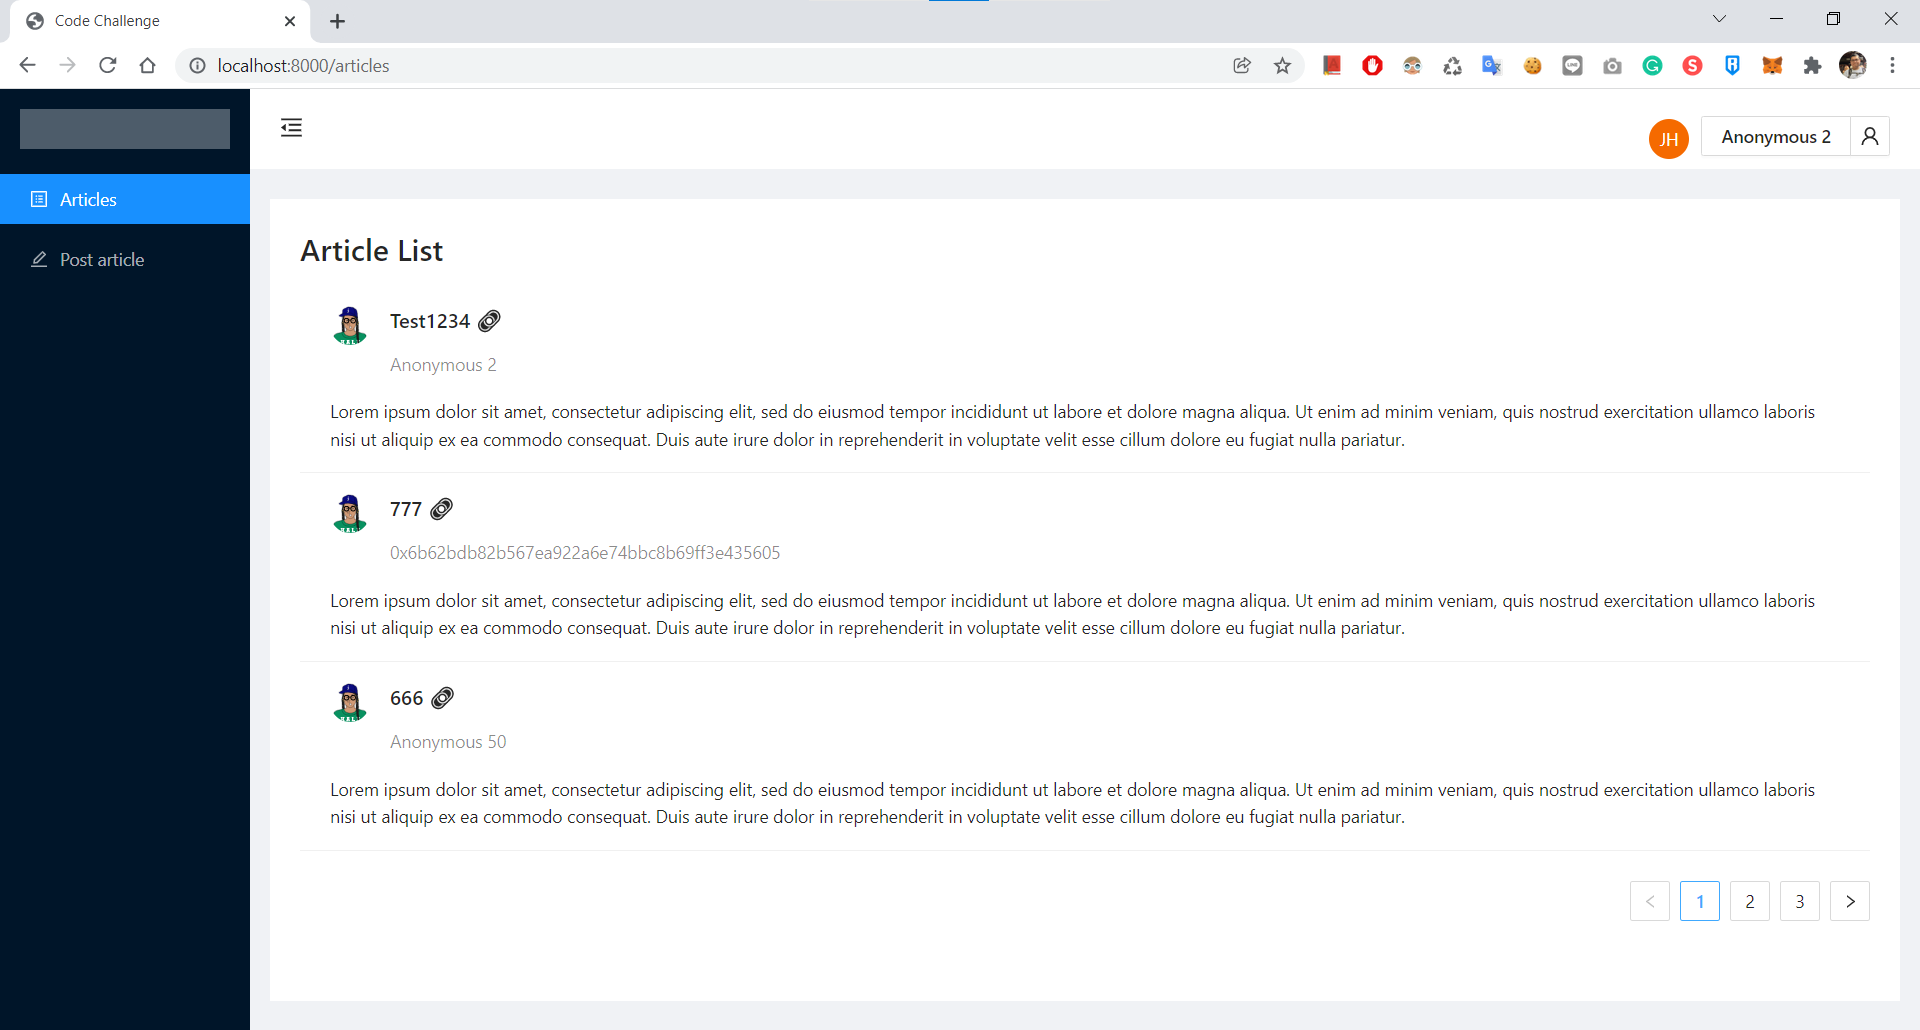 Code Challenge
localhost:8000/articles
JH
Anonymous 2
Articles
Post article
Article List
Test1234
Anonymous 2
Lorem ipsum dolor sit amet, consectetur adipiscing elit, sed do eiusmod tempor incididunt ut labore et dolore magna aliqua. Ut enim ad minim veniam, quis nostrud exercitation ullamco laboris
nisi ut aliquip ex ea commodo consequat. Duis aute irure dolor in reprehenderit in voluptate velit esse cillum dolore eu fugiat nulla pariatur.
777
0x6b62bdb82b567ea922a6e74bbc8b69ff3e435605
Lorem ipsum dolor sit amet, consectetur adipiscing elit, sed do eiusmod tempor incididunt ut labore et dolore magna aliqua. Ut enim ad minim veniam, quis nostrud exercitation ullamco laboris
nisi ut aliquip ex ea commodo consequat. Duis aute irure dolor in reprehenderit in voluptate velit esse cillum dolore eu fugiat nulla pariatur.
666
Anonymous 50
Lorem ipsum dolor sit amet, consectetur adipiscing elit, sed do eiusmod tempor incididunt ut labore et dolore magna aliqua. Ut enim ad minim veniam, quis nostrud exercitation ullamco laboris
nisi ut aliquip ex ea commodo consequat. Duis aute irure dolor in reprehenderit in voluptate velit esse cillum dolore eu fugiat nulla pariatur.
1 2 3